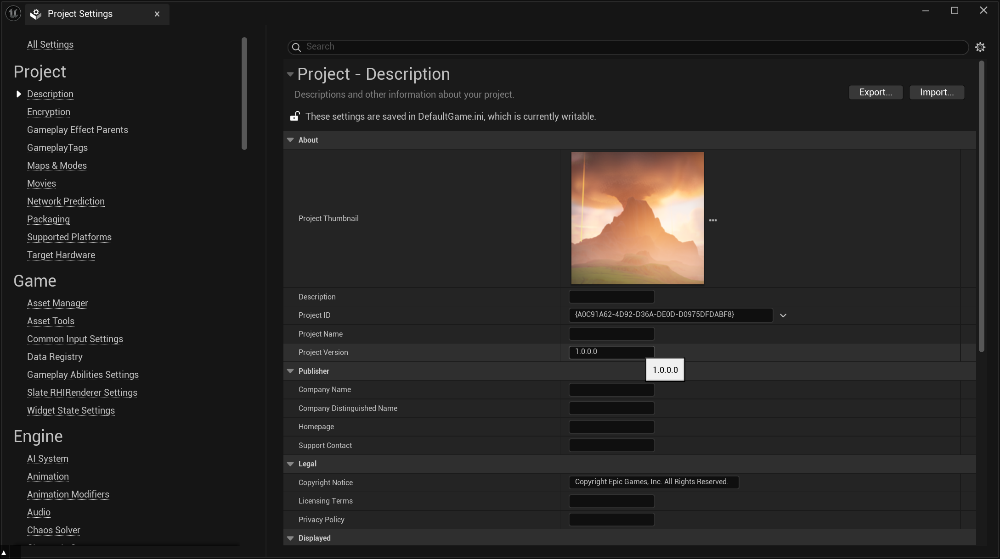 Project Settings
All Settings
Project
Description
Encryption
Gameplay Effect Parents
GameplayTags
Maps & Modes
Movies
Network Prediction
Packaging
Supported Platforms
Target Hardware
Game
Asset Manager
Asset Tools
Common Input Settings
Data Registry
Gameplay Abilities Settings
Slate RHIRenderer Settings
Widget State Settings
Engine
AI System
Animation
Animation Modifiers
Audio
Chaos Solver
Search
Project - Description
Descriptions and other information about your project.
Export...
Import...
These settings are saved in DefaultGame.ini, which is currently writable.
About
Project Thumbnail
Description
Project ID {A0C91A62-4D92-D36A-DE0D-D0975DFDABF8}
Project Name
Project Version 1.0.0.0
1.0.0.0
Publisher
Company Name
Company Distinguished Name
Homepage
Support Contact
Legal
Copyright Notice Copyright Epic Games, Inc. All Rights Reserved.
Licensing Terms
Privacy Policy
Displayed